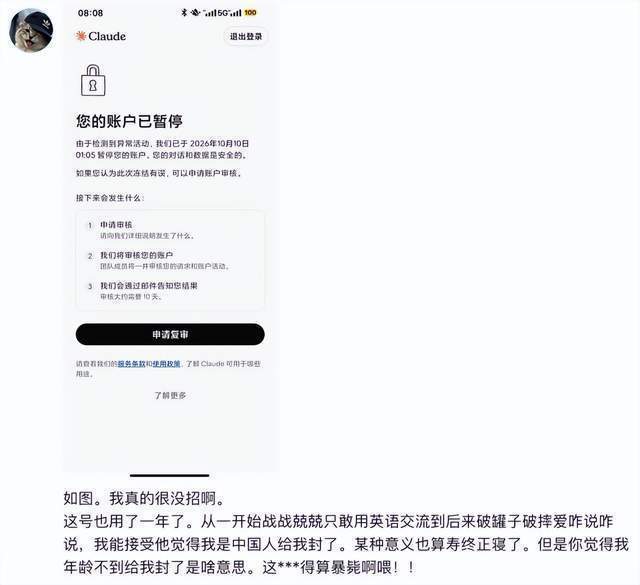 08:08
5G
100
Claude
退出登录
您的账户已暂停
由于检测到异常活动，我们已于 2026年10月10日
01:05 暂停您的账户。您的对话和数据是安全的。
如果您认为此次冻结有误，可以申请账户审核。
接下来会发生什么：
1 申请审核
请向我们详细说明发生了什么。
2 我们将审核您的账户
团队成员将一并审核您的请求和账户活动。
3 我们会通过邮件告知您结果
审核大约需要 10 天。
申请复审
请查看我们的服务条款和使用政策，了解 Claude 可用于哪些
用途。
了解更多
如图。我真的很没招啊。
这号也用了一年了。从一开始战战兢兢只敢用英语交流到后来破罐子破摔爱咋说咋
说，我能接受他觉得我是中国人给我封了。某种意义也算寿终正寝了。但是你觉得我
年龄不到给我封了是啥意思。这***得算暴毙啊喂！！